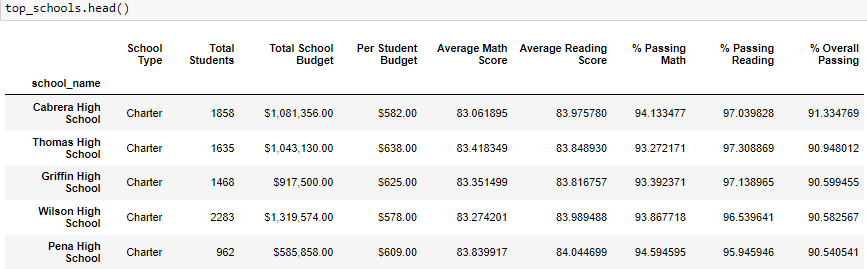 top_schools.head()
School Type Total Students Total School Budget Per Student Budget Average Math Score Average Reading Score % Passing Math % Passing Reading % Overall Passing
school_name
Cabrera High School Charter 1858 $1,081,356.00 $582.00 83.061895 83.975780 94.133477 97.039828 91.334769
Thomas High School Charter 1635 $1,043,130.00 $638.00 83.418349 83.848930 93.272171 97.308869 90.948012
Griffin High School Charter 1468 $917,500.00 $625.00 83.351499 83.816757 93.392371 97.138965 90.599455
Wilson High School Charter 2283 $1,319,574.00 $578.00 83.274201 83.989488 93.867718 96.539641 90.582567
Pena High School Charter 962 $585,858.00 $609.00 83.839917 84.044699 94.594595 95.945946 90.540541